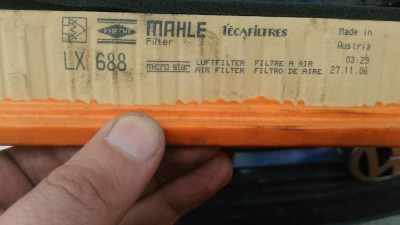 KNECHT MAHLE TECAFILTRES Made in
Filter Austria
LX 688 micro star LUFTFILTER FILTRE A AIR 03:29
AIR FILTER FILTRO DE AIRE 27.11.06